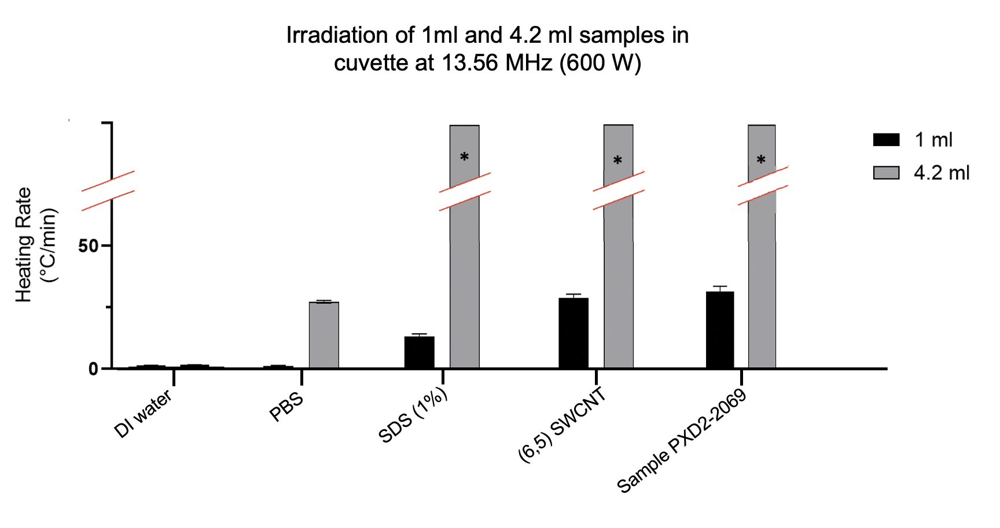 Irradiation of 1ml and 4.2 ml samples in
cuvette at 13.56 MHz (600 W)
1 ml
4.2 ml
Heating Rate
(°C/min)
50
0
*
*
*
DI water
PBS
SDS (1%)
(6,5) SWCNT
Sample PXD2-2069